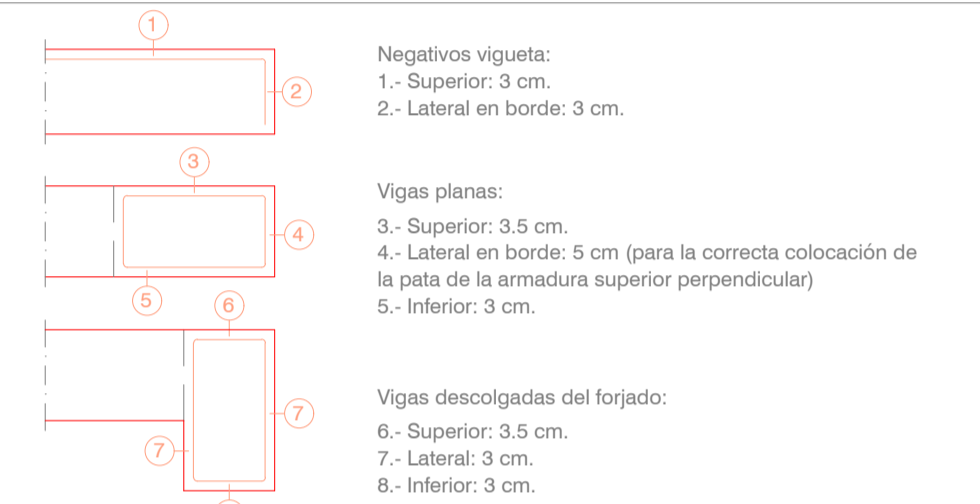 1
2
Negativos vigueta:
1.- Superior: 3 cm.
2.- Lateral en borde: 3 cm.
3
4
5
Vigas planas:
3.- Superior: 3.5 cm.
4.- Lateral en borde: 5 cm (para la correcta colocación de
la pata de la armadura superior perpendicular)
5.- Inferior: 3 cm.
6
7
7
Vigas descolgadas del forjado:
6.- Superior: 3.5 cm.
7.- Lateral: 3 cm.
8.- Inferior: 3 cm.